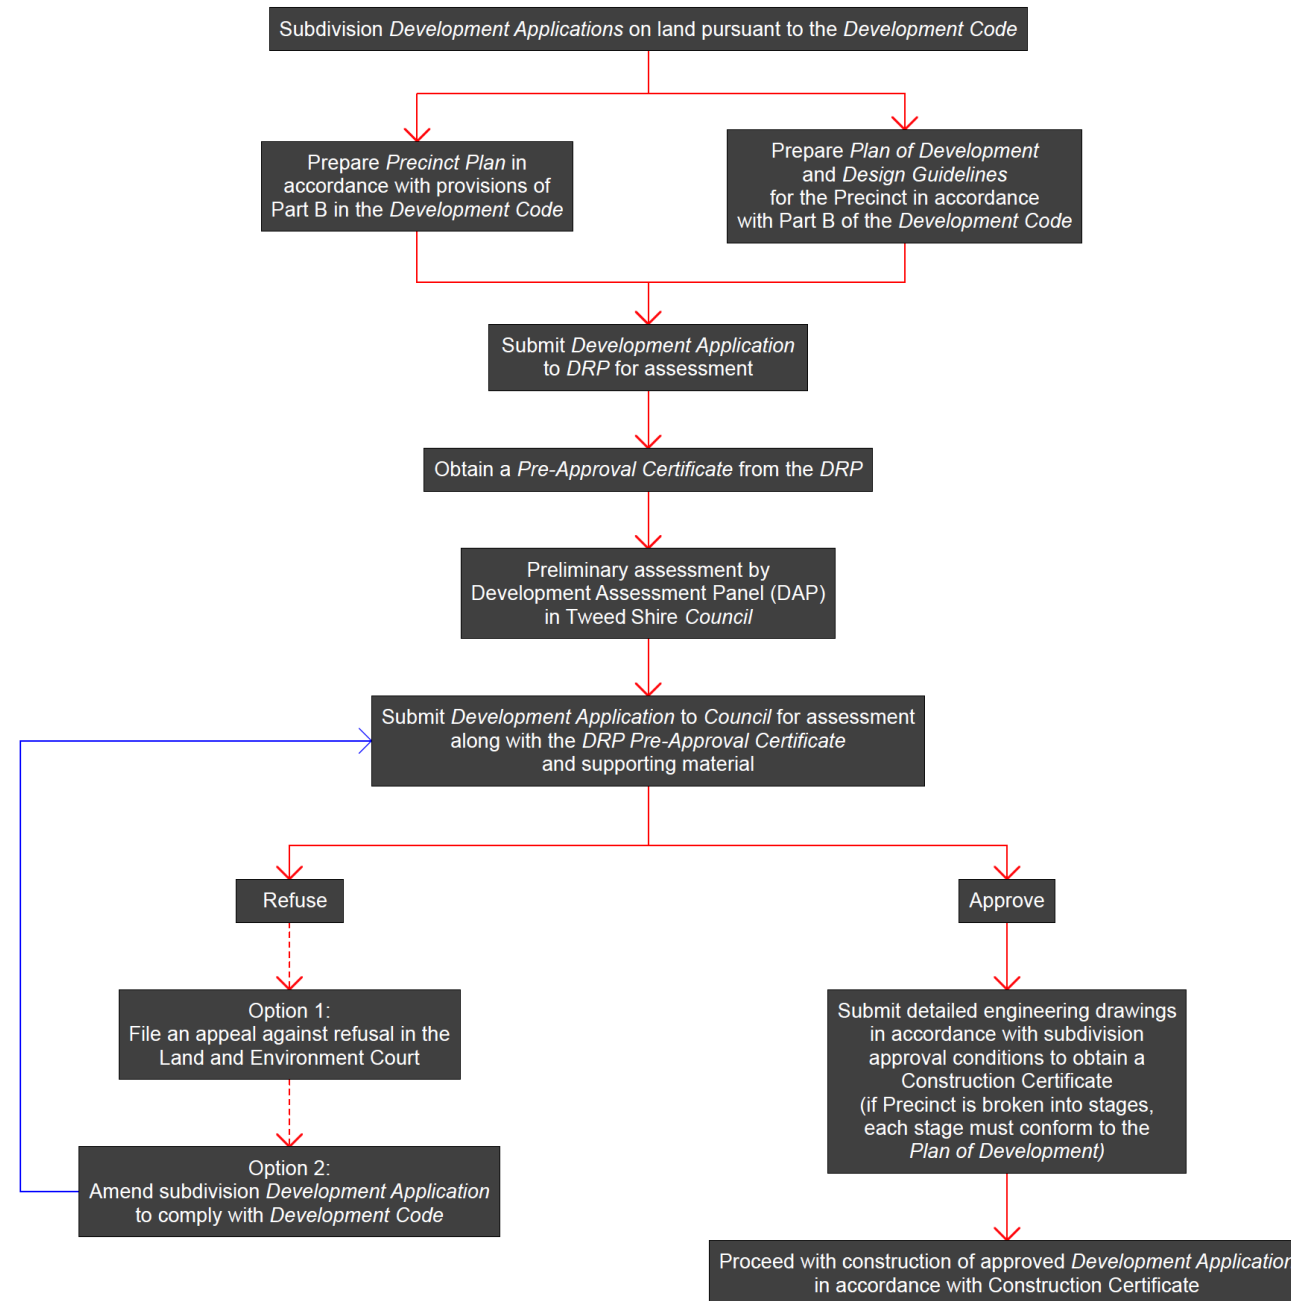 Subdivision Development Applications on land pursuant to the Development Code
Prepare Precinct Plan in
accordance with provisions of
Part B in the Development Code
Prepare Plan of Development
and Design Guidelines
for the Precinct in accordance
with Part B of the Development Code
Submit Development Application
to DRP for assessment
Obtain a Pre-Approval Certificate from the DRP
Preliminary assessment by
Development Assessment Panel (DAP)
in Tweed Shire Council
Submit Development Application to Council for assessment
along with the DRP Pre-Approval Certificate
and supporting material
Refuse
Approve
Option 1:
File an appeal against refusal in the
Land and Environment Court
Submit detailed engineering drawings
in accordance with subdivision
approval conditions to obtain a
Construction Certificate
(if Precinct is broken into stages,
each stage must conform to the
Plan of Development)
Option 2:
Amend subdivision Development Application
to comply with Development Code
Proceed with construction of approved Development Application
in accordance with Construction Certificate